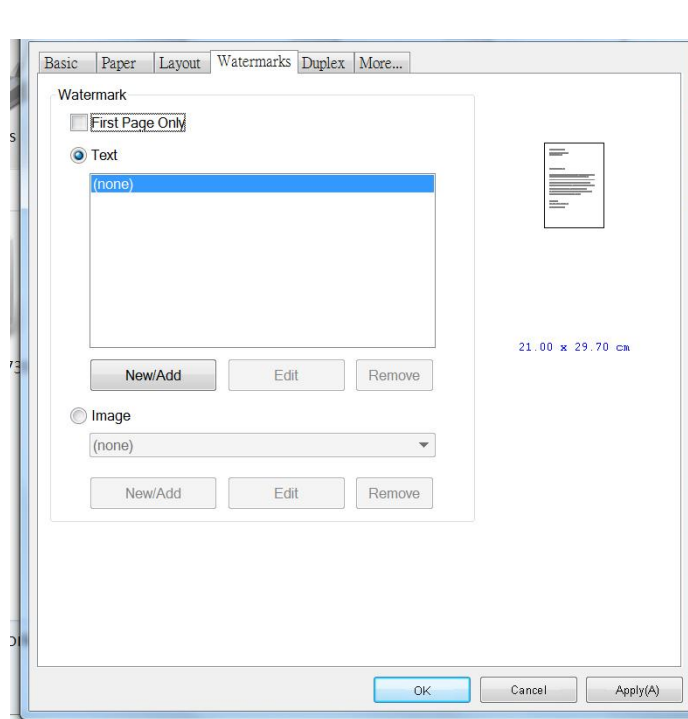 Basic Paper Layout Watermarks Duplex More...
Watermark
First Page Only
Text
(none)
21.00 x 29.70 cm
New/Add Edit Remove
Image
(none)
New/Add Edit Remove
OK Cancel Apply(A)